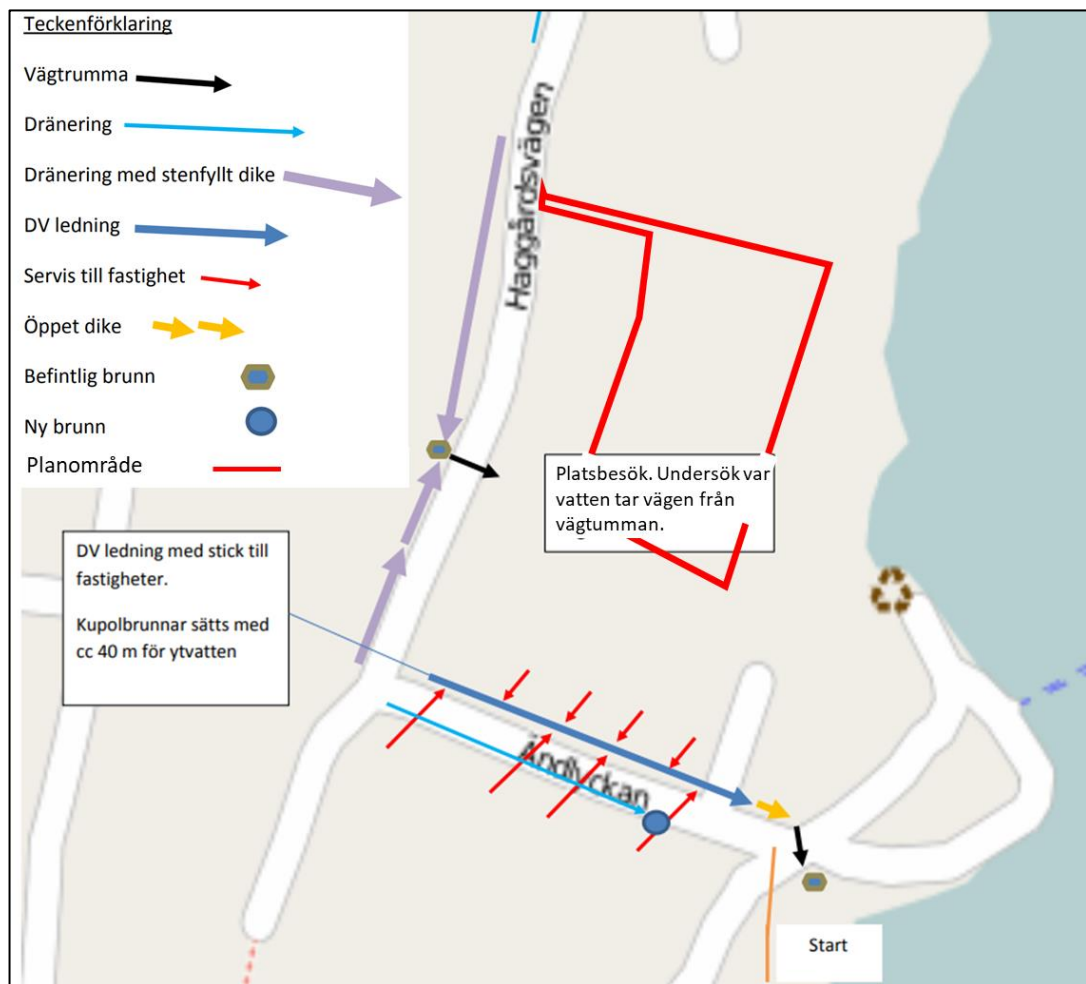 Teckenförklaring
Vägtrumma
Dränering
Dränering med stenfyllt dike
DV ledning
Servis till fastighet
Öppet dike
Befintlig brunn
Ny brunn
Planområde
Haggårdsvägen
Platsbesök. Undersök var
vatten tar vägen från
vägtumman.
DV ledning med stick till
fastigheter.
Kupolbrunnar sätts med
cc 40 m för ytvatten
Ändlyckan
Start